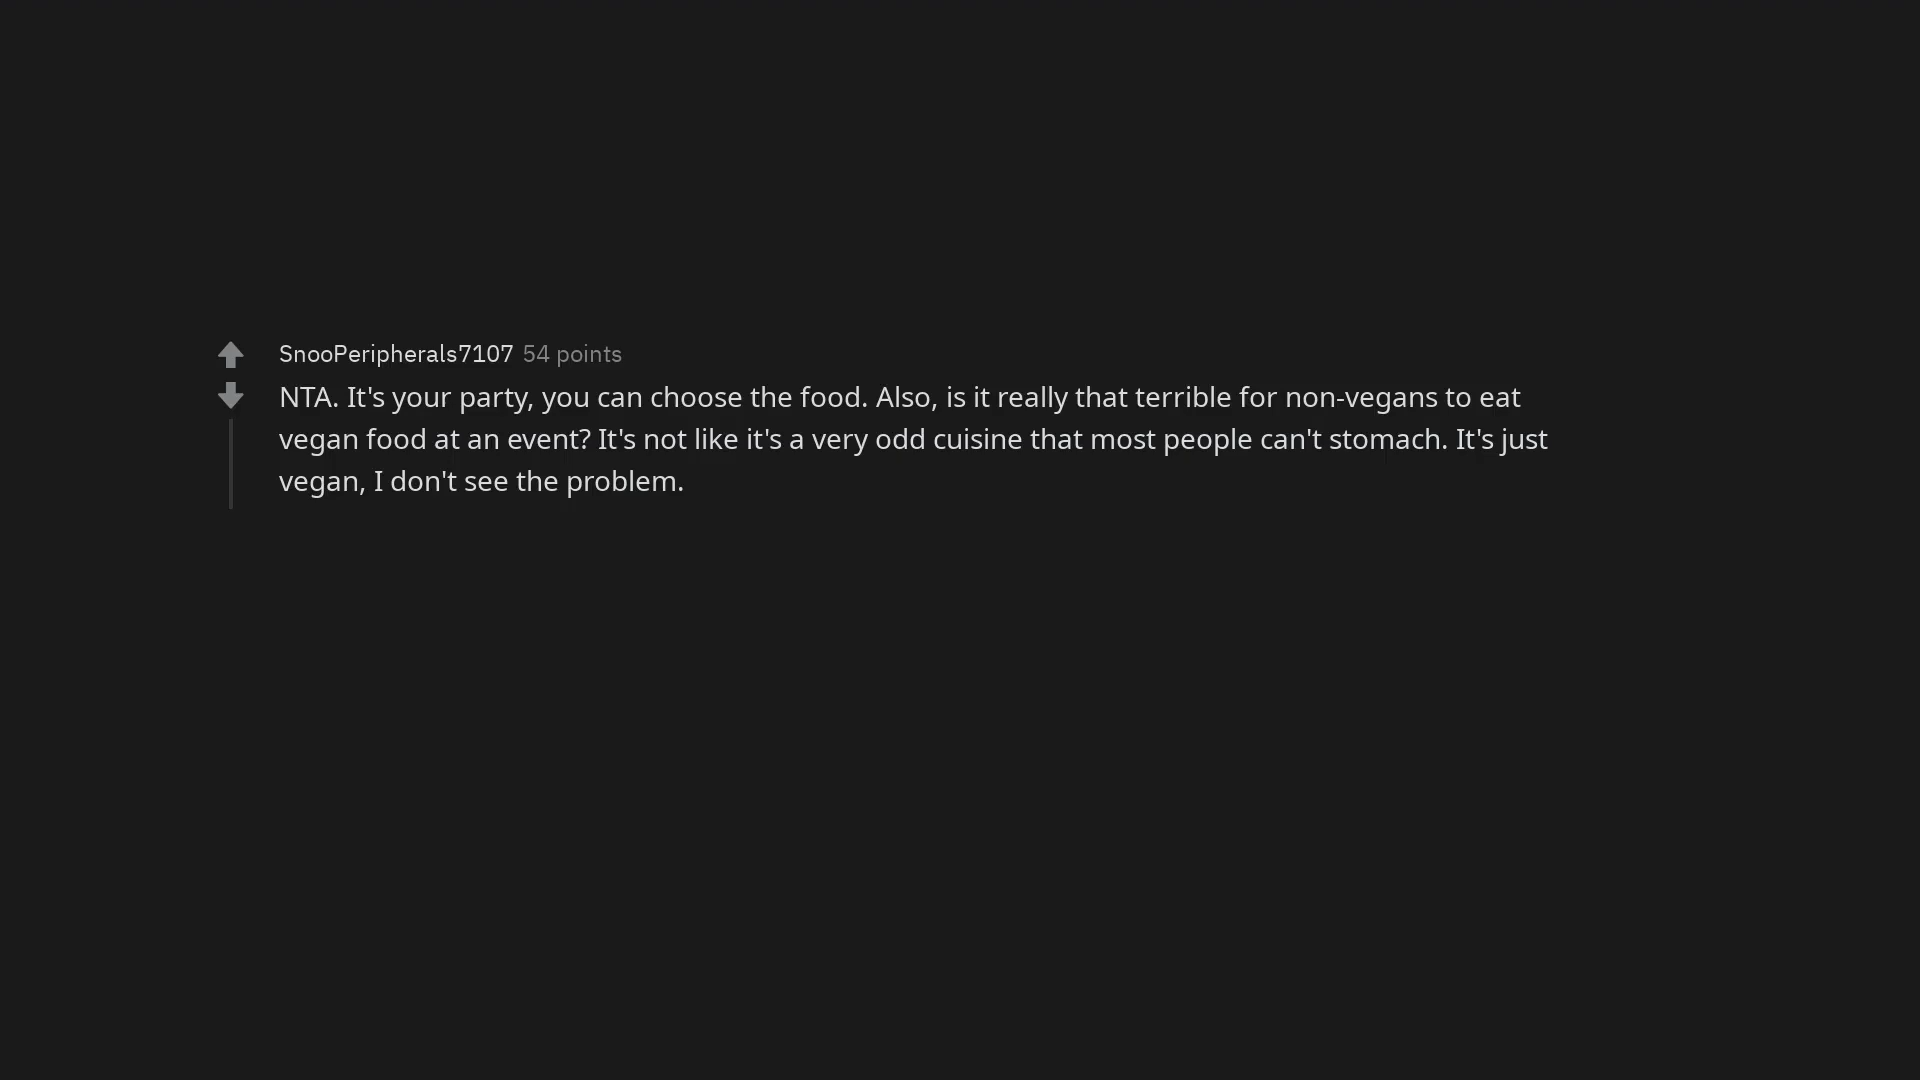 SnooPeripherals7107 54 points
NTA. It's your party, you can choose the food. Also, is it really that terrible for non-vegans to eat
vegan food at an event? It's not like it's a very odd cuisine that most people can't stomach. It's just
vegan, I don't see the problem.